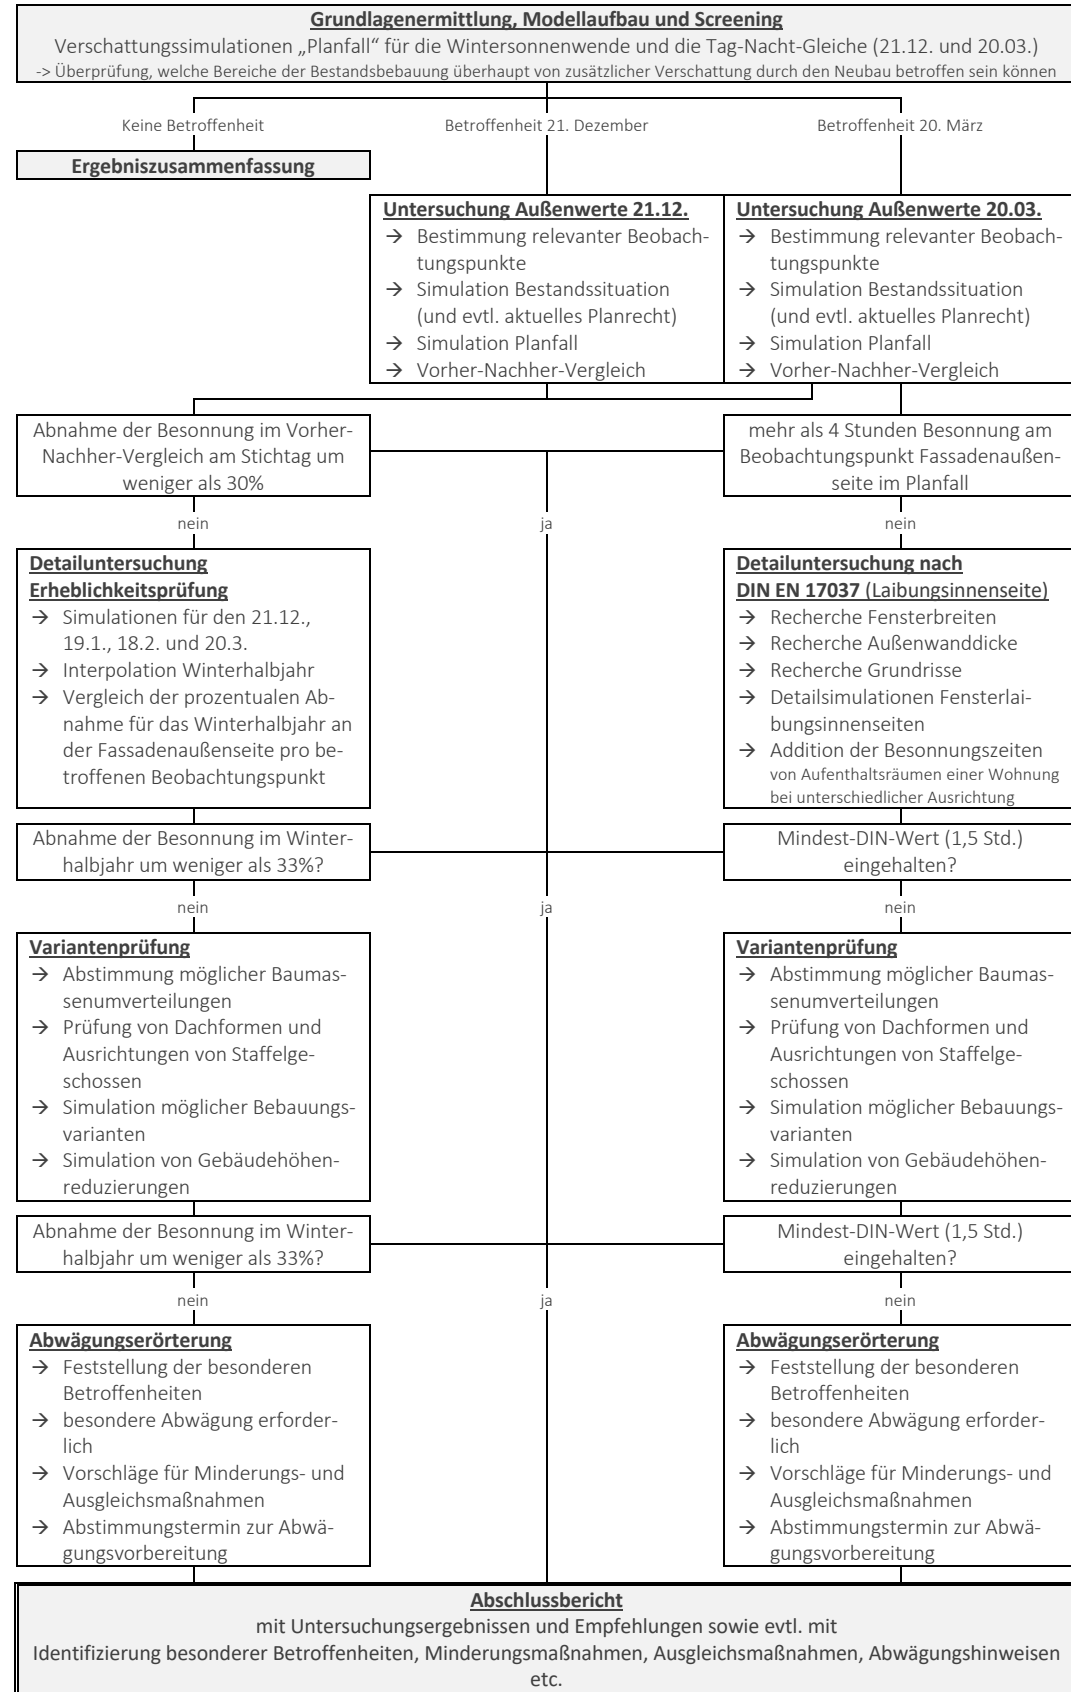 Grundlagenermittlung, Modellaufbau und Screening
Verschattungssimulationen „Planfall“ für die Wintersonnenwende und die Tag-Nacht-Gleiche (21.12. und 20.03.)
-> Überprüfung, welche Bereiche der Bestandsbebauung überhaupt von zusätzlicher Verschattung durch den Neubau betroffen sein können
Keine Betroffenheit
Betroffenheit 21. Dezember
Betroffenheit 20. März
Ergebniszusammenfassung
Untersuchung Außenwerte 21.12.
→ Bestimmung relevanter Beobach-
tungspunkte
→ Simulation Bestandssituation
(und evtl. aktuelles Planrecht)
→ Simulation Planfall
→ Vorher-Nachher-Vergleich
Untersuchung Außenwerte 20.03.
→ Bestimmung relevanter Beobach-
tungspunkte
→ Simulation Bestandssituation
(und evtl. aktuelles Planrecht)
→ Simulation Planfall
→ Vorher-Nachher-Vergleich
Abnahme der Besonnung im Vorher-
Nachher-Vergleich am Stichtag um
weniger als 30%
mehr als 4 Stunden Besonnung am
Beobachtungspunkt Fassadenaußen-
seite im Planfall
nein
ja
nein
Detailuntersuchung
Erheblichkeitsprüfung
→ Simulationen für den 21.12.,
19.1., 18.2. und 20.3.
→ Interpolation Winterhalbjahr
→ Vergleich der prozentualen Ab-
nahme für das Winterhalbjahr an
der Fassadenaußenseite pro be-
troffenen Beobachtungspunkt
Detailuntersuchung nach
DIN EN 17037 (Laibungsinnenseite)
→ Recherche Fensterbreiten
→ Recherche Außenwanddicke
→ Recherche Grundrisse
→ Detailsimulationen Fensterlai-
bungsinnenseiten
→ Addition der Besonnungszeiten
von Aufenthaltsräumen einer Wohnung
bei unterschiedlicher Ausrichtung
Abnahme der Besonnung im Winter-
halbjahr um weniger als 33%?
Mindest-DIN-Wert (1,5 Std.)
eingehalten?
nein
ja
nein
Variantenprüfung
→ Abstimmung möglicher Baumas-
senumverteilungen
→ Prüfung von Dachformen und
Ausrichtungen von Staffelge-
schossen
→ Simulation möglicher Bebauungs-
varianten
→ Simulation von Gebäudehöhen-
reduzierungen
Variantenprüfung
→ Abstimmung möglicher Baumas-
senumverteilungen
→ Prüfung von Dachformen und
Ausrichtungen von Staffelge-
schossen
→ Simulation möglicher Bebauungs-
varianten
→ Simulation von Gebäudehöhen-
reduzierungen
Abnahme der Besonnung im Winter-
halbjahr um weniger als 33%?
Mindest-DIN-Wert (1,5 Std.)
eingehalten?
nein
ja
nein
Abwägungserörterung
→ Feststellung der besonderen
Betroffenheiten
→ besondere Abwägung erforder-
lich
→ Vorschläge für Minderungs- und
Ausgleichsmaßnahmen
→ Abstimmungstermin zur Abwä-
gungsvorbereitung
Abwägungserörterung
→ Feststellung der besonderen
Betroffenheiten
→ besondere Abwägung erforder-
lich
→ Vorschläge für Minderungs- und
Ausgleichsmaßnahmen
→ Abstimmungstermin zur Abwä-
gungsvorbereitung
Abschlussbericht
mit Untersuchungsergebnissen und Empfehlungen sowie evtl. mit
Identifizierung besonderer Betroffenheiten, Minderungsmaßnahmen, Ausgleichsmaßnahmen, Abwägungshinweisen
etc.